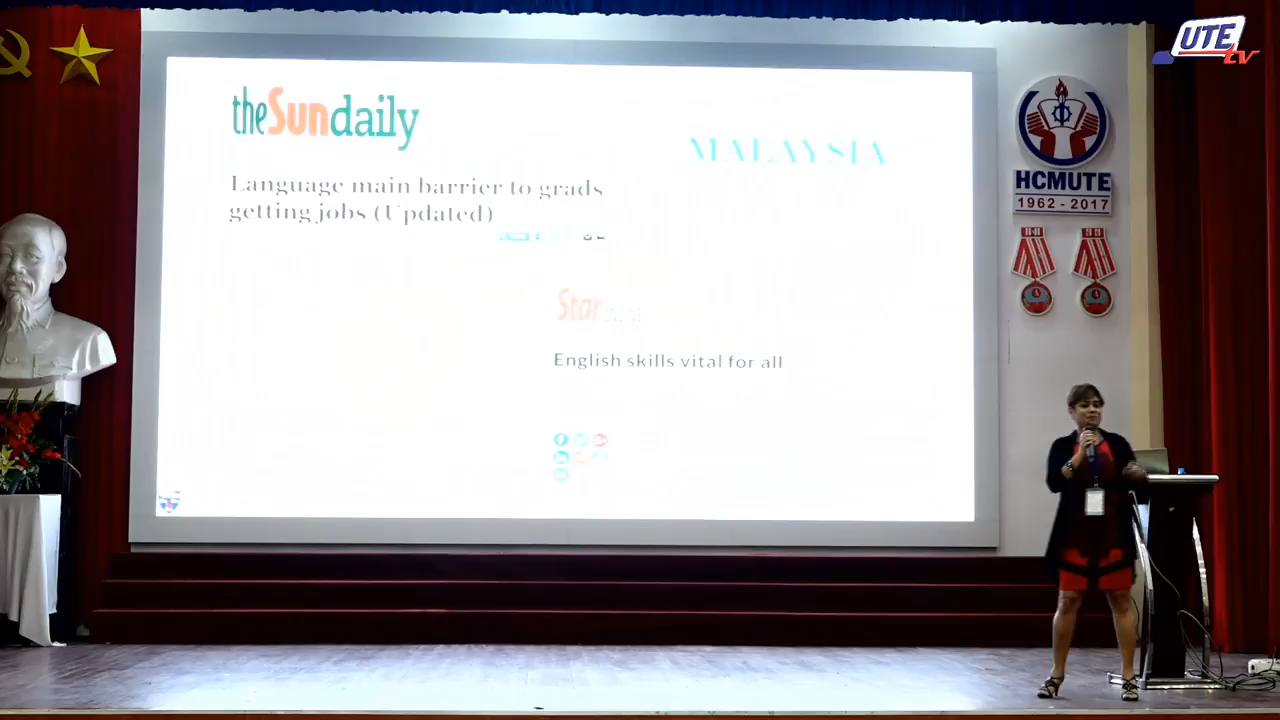 theSundaily
MALAYSIA
Language main barrier to grads
getting jobs (Updated)
Star
English skills vital for all
HCMUTE
1962 - 2017
UTE
TV